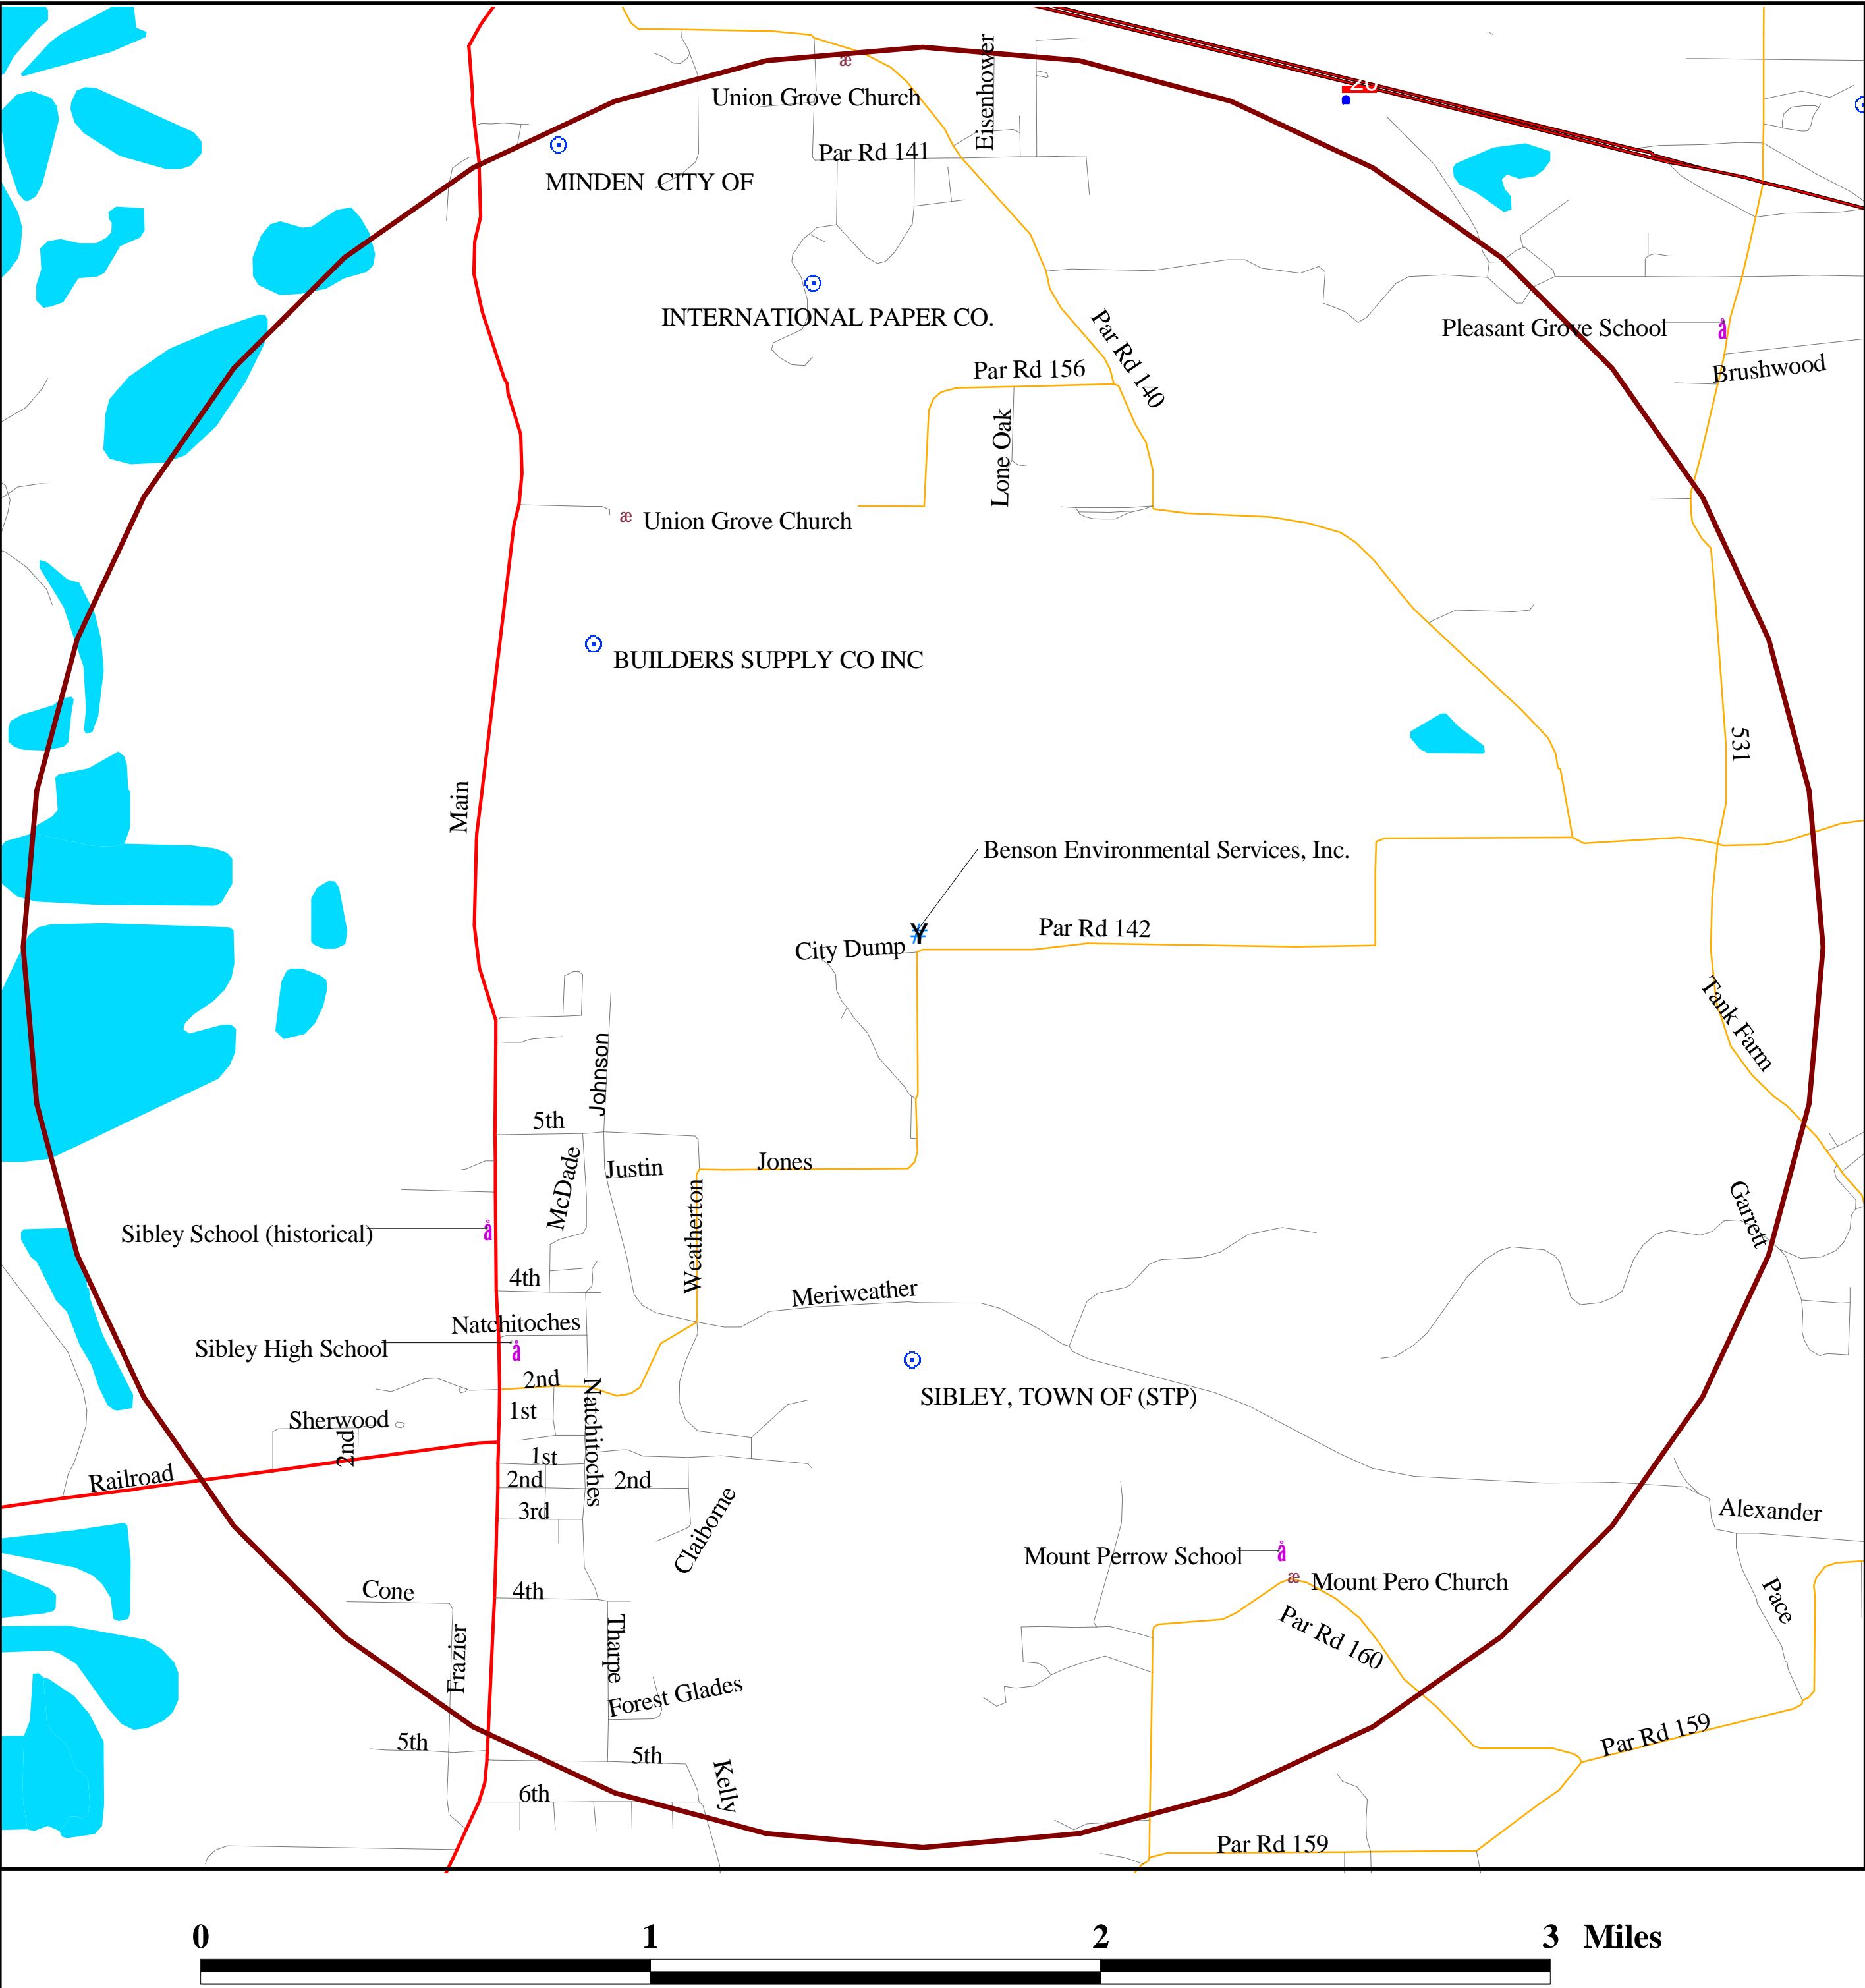 20
Eisenhower
Union Grove Church
Par Rd 141
MINDEN CITY OF
INTERNATIONAL PAPER CO.
Par Rd 140
Pleasant Grove School
Par Rd 156
Brushwood
Lone Oak
Union Grove Church
BUILDERS SUPPLY CO INC
531
Main
Benson Environmental Services, Inc.
Par Rd 142
City Dump
Tank Farm
Johnson
5th
McDade
Justin
Jones
Weatherton
Garrett
Sibley School (historical)
4th
Meriweather
Natchitoches
Sibley High School
2nd
SIBLEY, TOWN OF (STP)
Natchitoches
1st
Sherwood
2nd
1st
Railroad
2nd
2nd
3rd
Claiborne
Alexander
Mount Perrow School
Mount Pero Church
Cone
4th
Pace
Par Rd 160
Tharpe
Frazier
Forest Glades
Par Rd 159
5th
5th
Kelly
6th
Par Rd 159
0 1 2 3 Miles